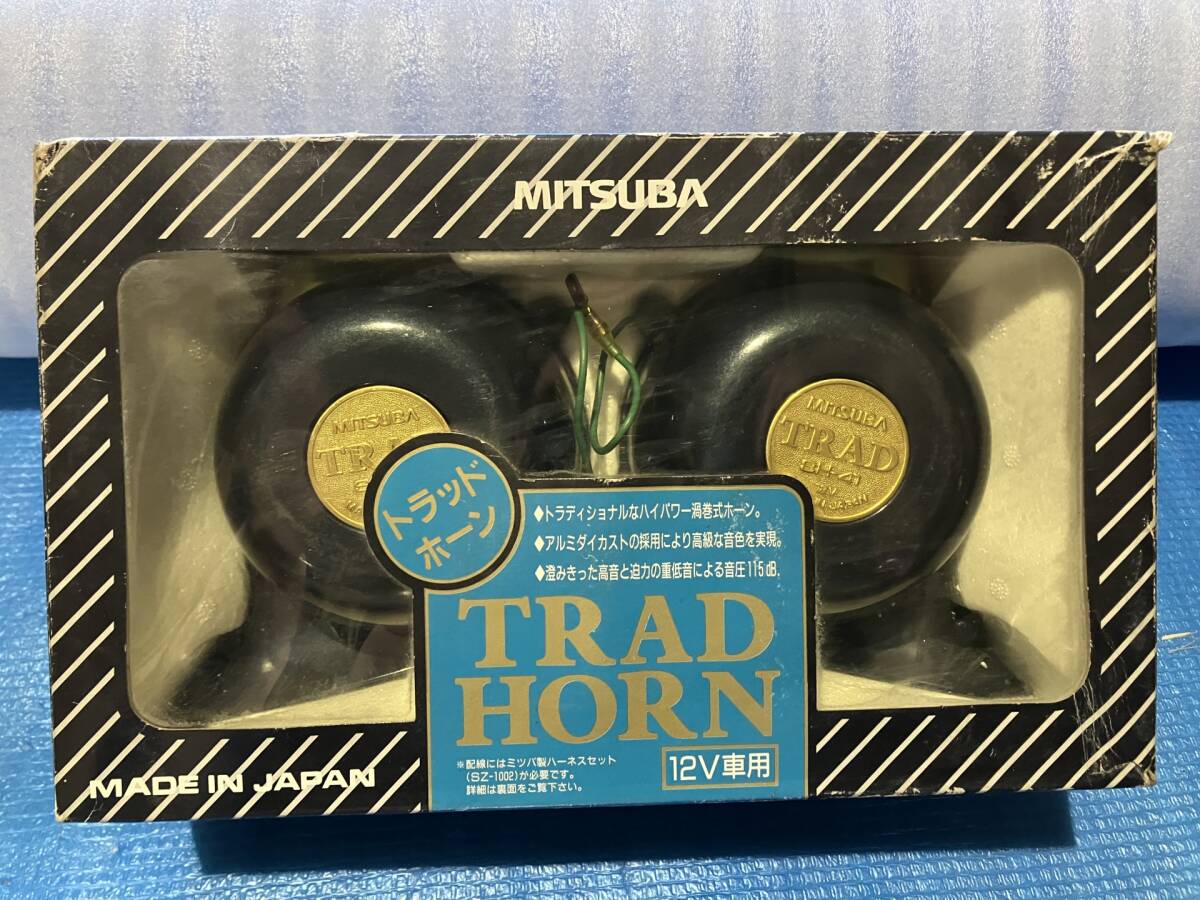 MITSUBA
MITSUBA
TRA
MITSUBA
TRAD
12V
JAPAN
トラッド
ホーン
◆トラディショナルなハイパワー渦巻式ホーン。
◆アルミダイカストの採用により高級な音色を実現。
◆澄みきった高音と迫力の重低音による音圧115dB.
TRAD
HORN
※配線にはミツバ製ハーネスセット
(SZ-1002)が必要です。
詳細は裏面をご覧下さい。
12V車用
MADE IN JAPAN